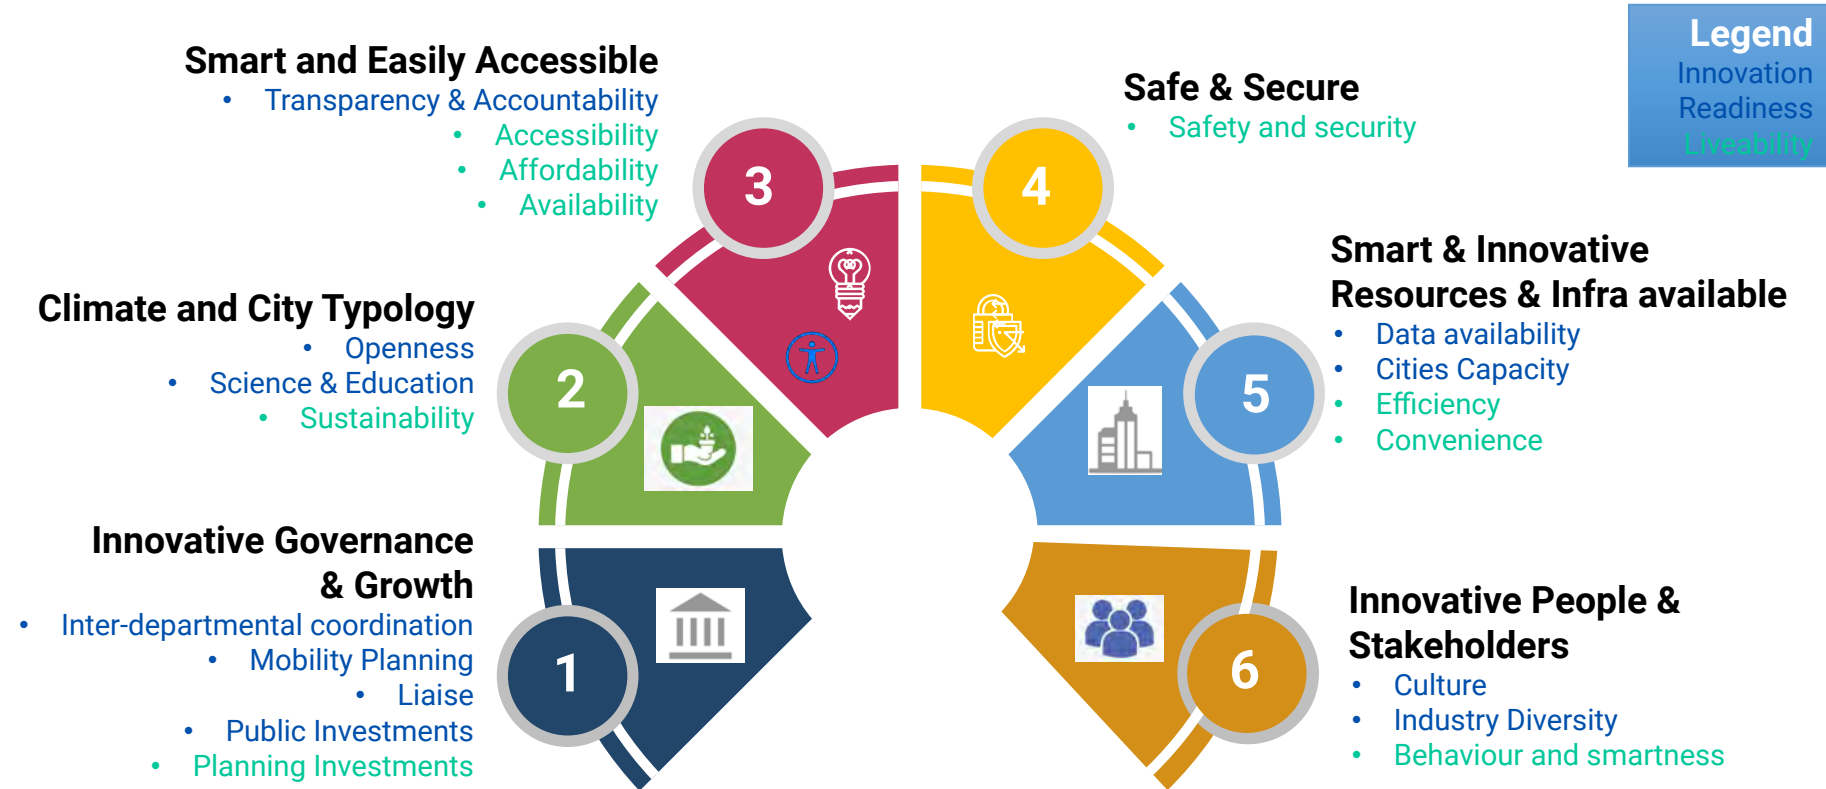 Smart and Easily Accessible
• Transparency & Accountability
• Accessibility
• Affordability
• Availability
Climate and City Typology
• Openness
• Science & Education
• Sustainability
Innovative Governance
& Growth
• Inter-departmental coordination
• Mobility Planning
• Liaise
• Public Investments
• Planning Investments
1
2
3
4
5
6
Safe & Secure
• Safety and security
Smart & Innovative
Resources & Infra available
• Data availability
• Cities Capacity
• Efficiency
• Convenience
Innovative People &
Stakeholders
• Culture
• Industry Diversity
• Behaviour and smartness
Legend
Innovation
Readiness
Liveability